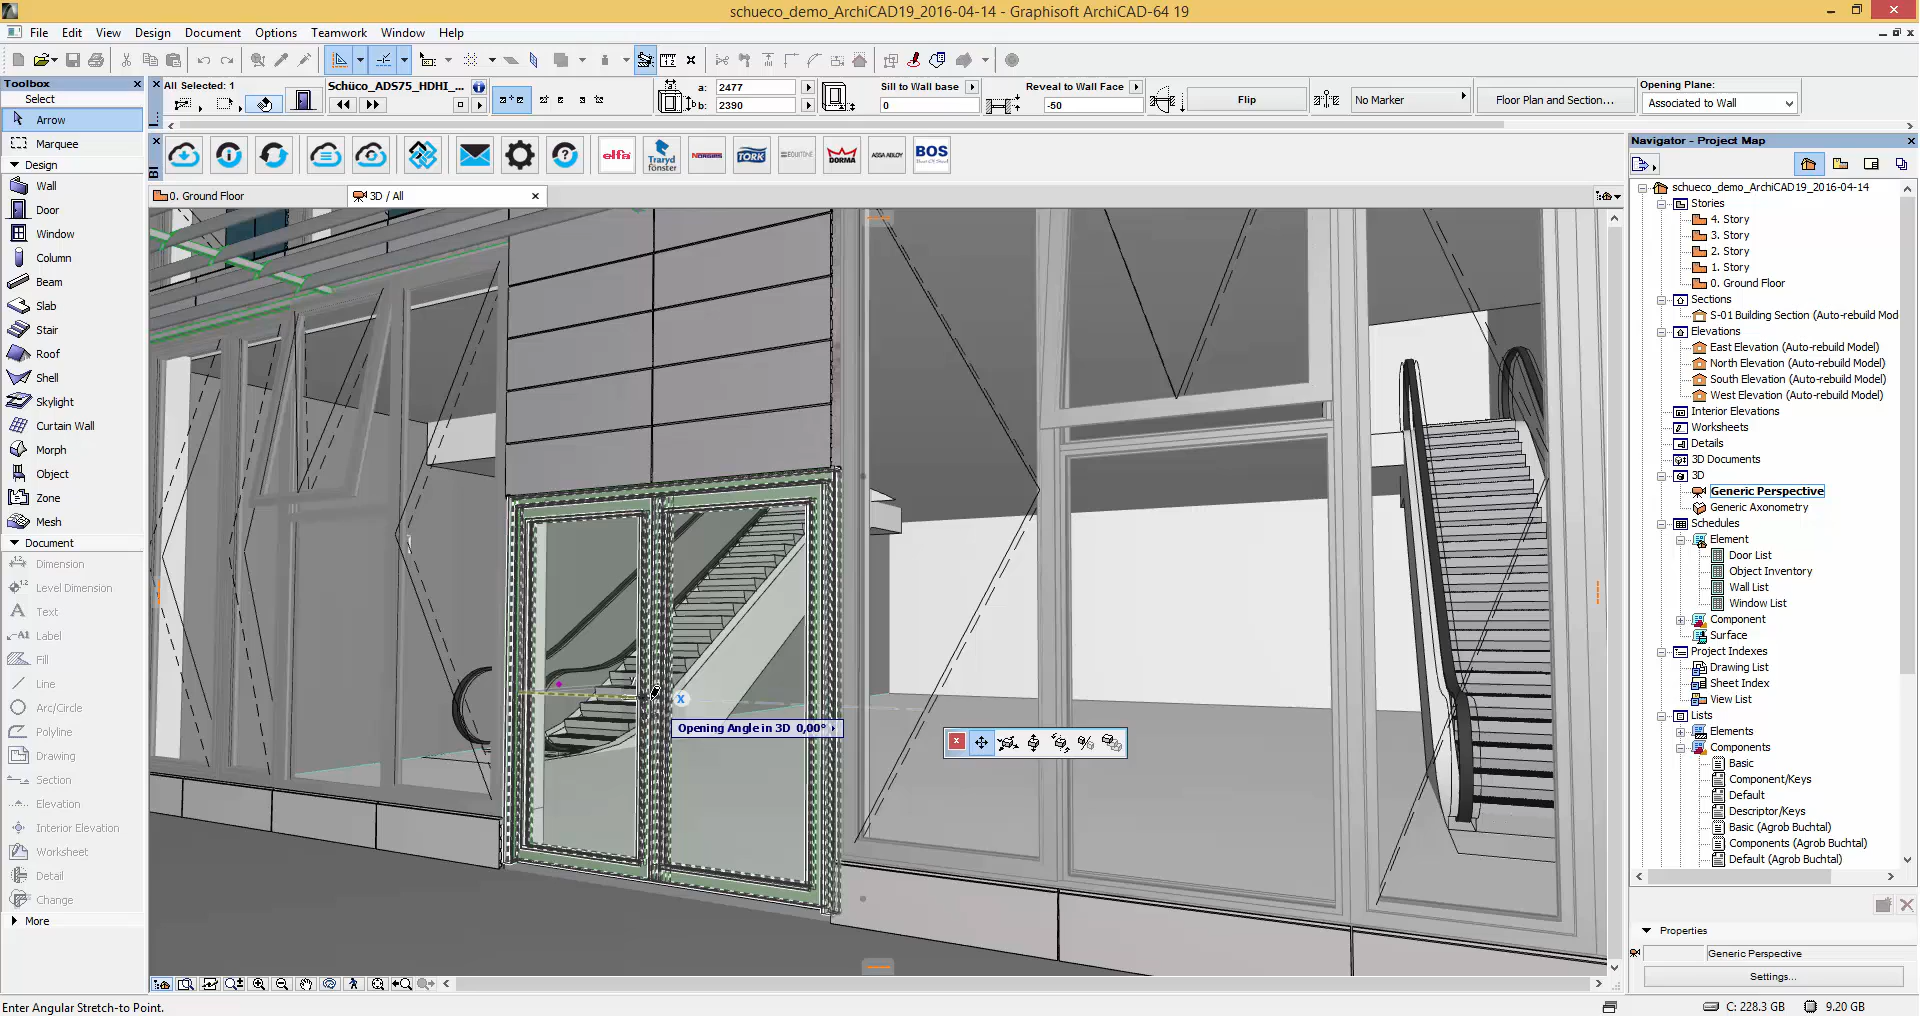 schueco_demo_ArchiCAD19_2016-04-14 - Graphisoft ArchiCAD-64 19
File Edit View Design Document Options Teamwork Window Help
Toolbox
Select
Arrow
Marquee
Design
Wall
Door
Window
Column
Beam
Slab
Stair
Roof
Shell
Skylight
Curtain Wall
Morph
Object
Zone
Mesh
Document
Dimension
Level Dimension
Text
Label
Fill
Line
Arc/Circle
Polyline
Drawing
Section
Elevation
Interior Elevation
Worksheet
Detail
Change
More
All Selected: 1
Schüco_ADS75_HDHI_...
a: 2477
b: 2390
Sill to Wall base
0
Reveal to Wall Face
-50
Flip
No Marker
Floor Plan and Section...
Opening Plane:
Associated to Wall
BI
elfa
Traryd fönster
NORDIMS
TORK
EQUITONE
DORMA
ASSA ABLOY
BOS
Best Of Steel
0. Ground Floor
3D / All
Opening Angle in 3D 0,00°
X
Navigator - Project Map
schueco_demo_ArchiCAD19_2016-04-14
Stories
4. Story
3. Story
2. Story
1. Story
0. Ground Floor
Sections
S-01 Building Section (Auto-rebuild Mod
Elevations
East Elevation (Auto-rebuild Model)
North Elevation (Auto-rebuild Model)
South Elevation (Auto-rebuild Model)
West Elevation (Auto-rebuild Model)
Interior Elevations
Worksheets
Details
3D Documents
3D
Generic Perspective
Generic Axonometry
Schedules
Element
Door List
Object Inventory
Wall List
Window List
Component
Surface
Project Indexes
Drawing List
Sheet Index
View List
Lists
Elements
Components
Basic
Component/Keys
Default
Descriptor/Keys
Basic (Agrob Buchtal)
Components (Agrob Buchtal)
Default (Agrob Buchtal)
Properties
Generic Perspective
Settings...
Enter Angular Stretch-to Point.
C: 228.3 GB
9.20 GB